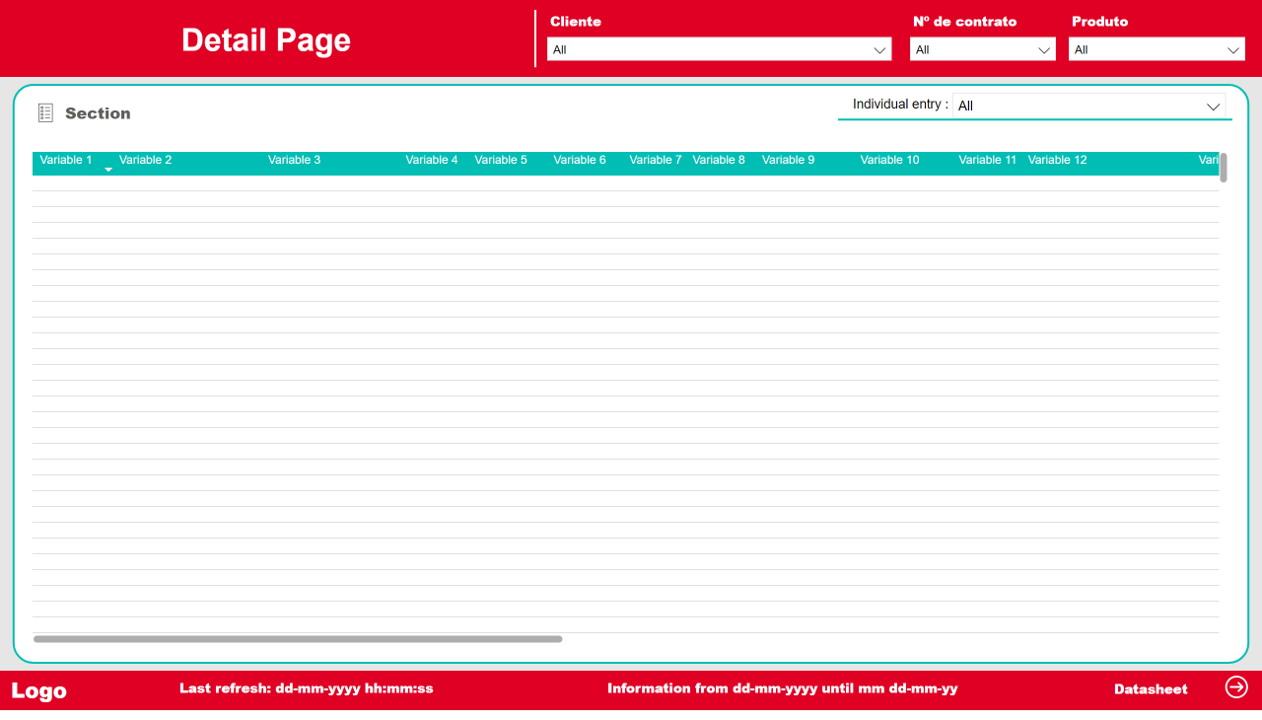 Detail Page
Cliente
Nº de contrato
Produto
All
All
All
Section
Individual entry :
All
Variable 1 Variable 2 Variable 3 Variable 4 Variable 5 Variable 6 Variable 7 Variable 8 Variable 9 Variable 10 Variable 11 Variable 12 Vari
Logo
Last refresh: dd-mm-yyyy hh:mm:ss
Information from dd-mm-yyyy until mm dd-mm-yy
Datasheet